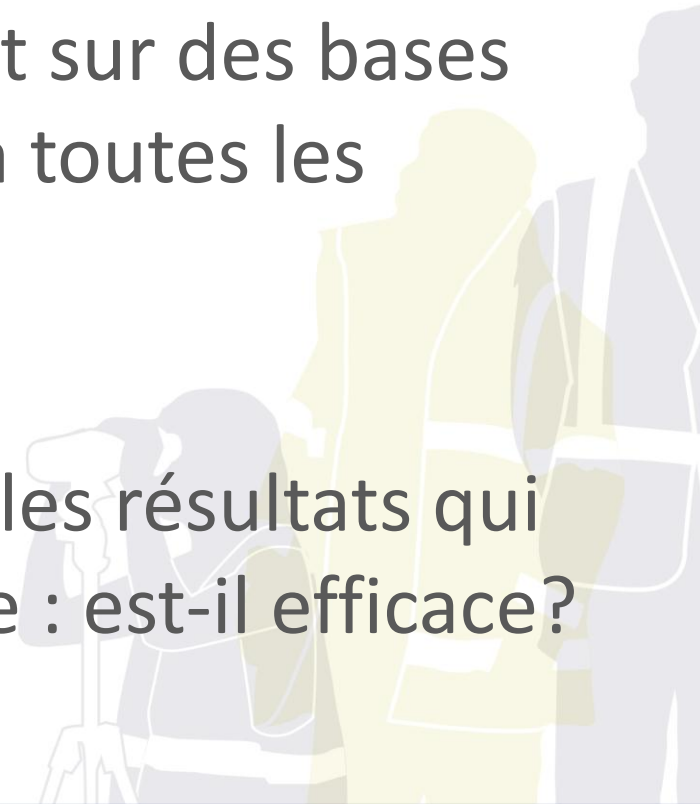 t sur des bases
toutes les
les résultats qui
e : est-il efficace?